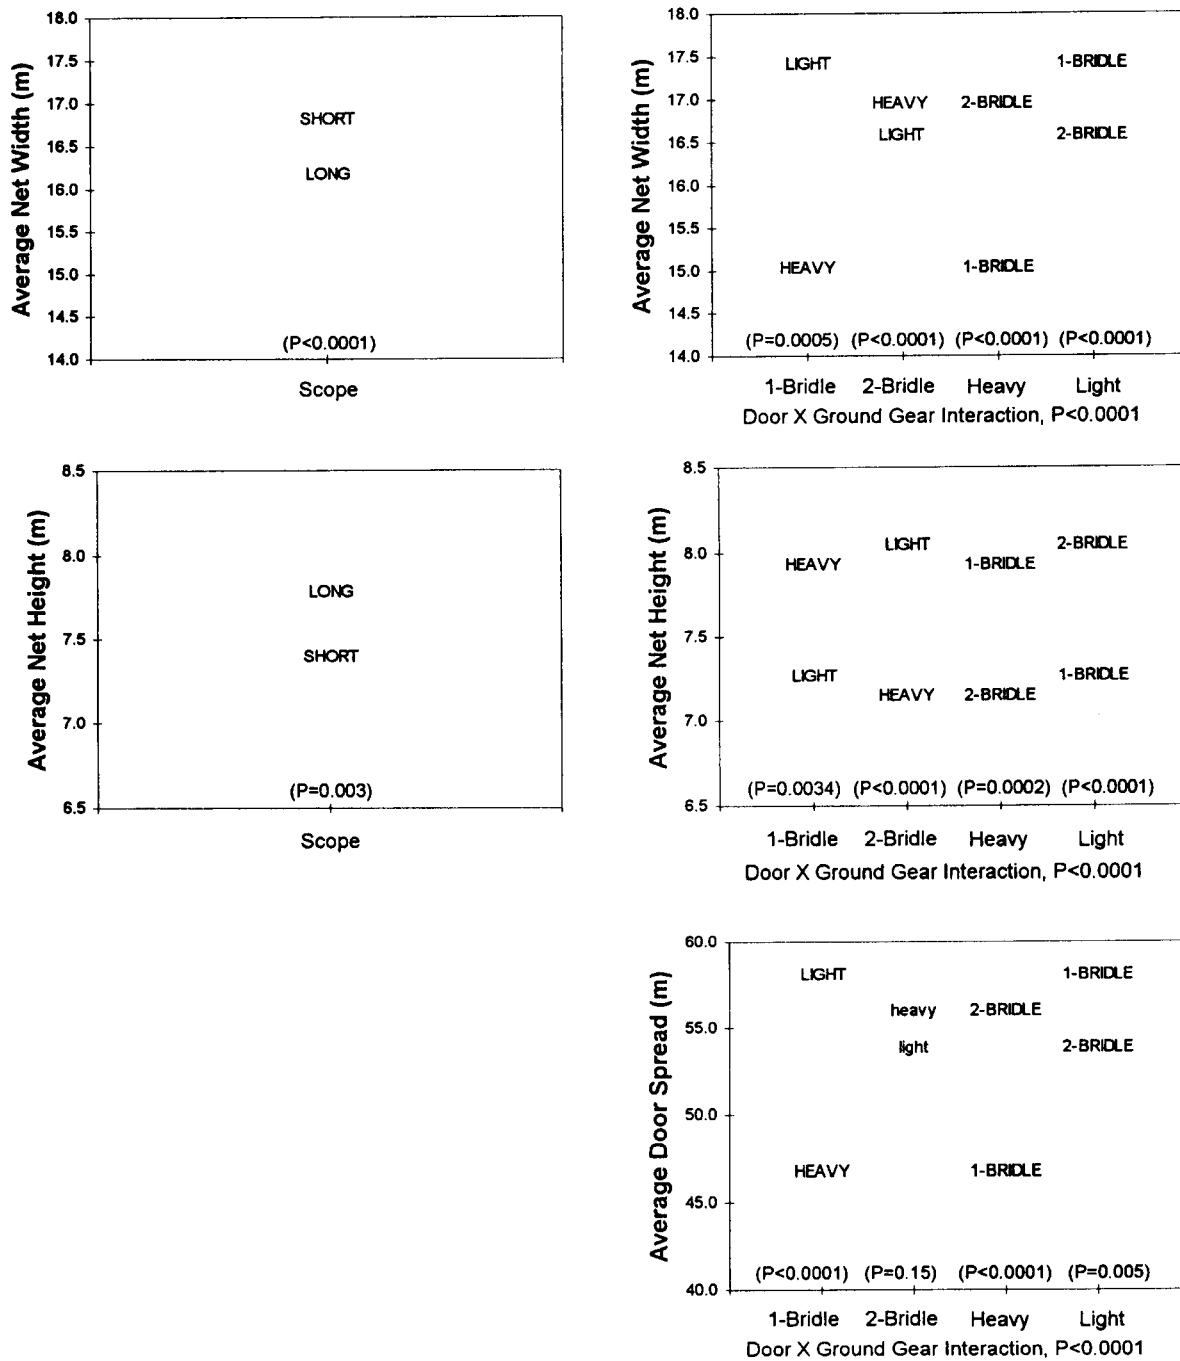 Average Net Width (m)
18.0
17.5
17.0
16.5
16.0
15.5
15.0
14.5
14.0
SHORT
LONG
(P<0.0001)
Scope
Average Net Width (m)
18.0
17.5
17.0
16.5
16.0
15.5
15.0
14.5
14.0
LIGHT 1-BRIDLE
HEAVY 2-BRIDLE
LIGHT 2-BRIDLE
HEAVY 1-BRIDLE
(P=0.0005) (P<0.0001) (P<0.0001) (P<0.0001)
1-Bridle 2-Bridle Heavy Light
Door X Ground Gear Interaction, P<0.0001
Average Net Height (m)
8.5
8.0
7.5
7.0
6.5
LONG
SHORT
(P=0.003)
Scope
Average Net Height (m)
8.5
8.0
7.5
7.0
6.5
LIGHT 2-BRIDLE
HEAVY 1-BRIDLE
LIGHT 1-BRIDLE
HEAVY 2-BRIDLE
(P=0.0034) (P<0.0001) (P=0.0002) (P<0.0001)
1-Bridle 2-Bridle Heavy Light
Door X Ground Gear Interaction, P<0.0001
Average Door Spread (m)
60.0
55.0
50.0
45.0
40.0
LIGHT 1-BRIDLE
heavy 2-BRIDLE
light 2-BRIDLE
HEAVY 1-BRIDLE
(P<0.0001) (P=0.15) (P<0.0001) (P=0.005)
1-Bridle 2-Bridle Heavy Light
Door X Ground Gear Interaction, P<0.0001